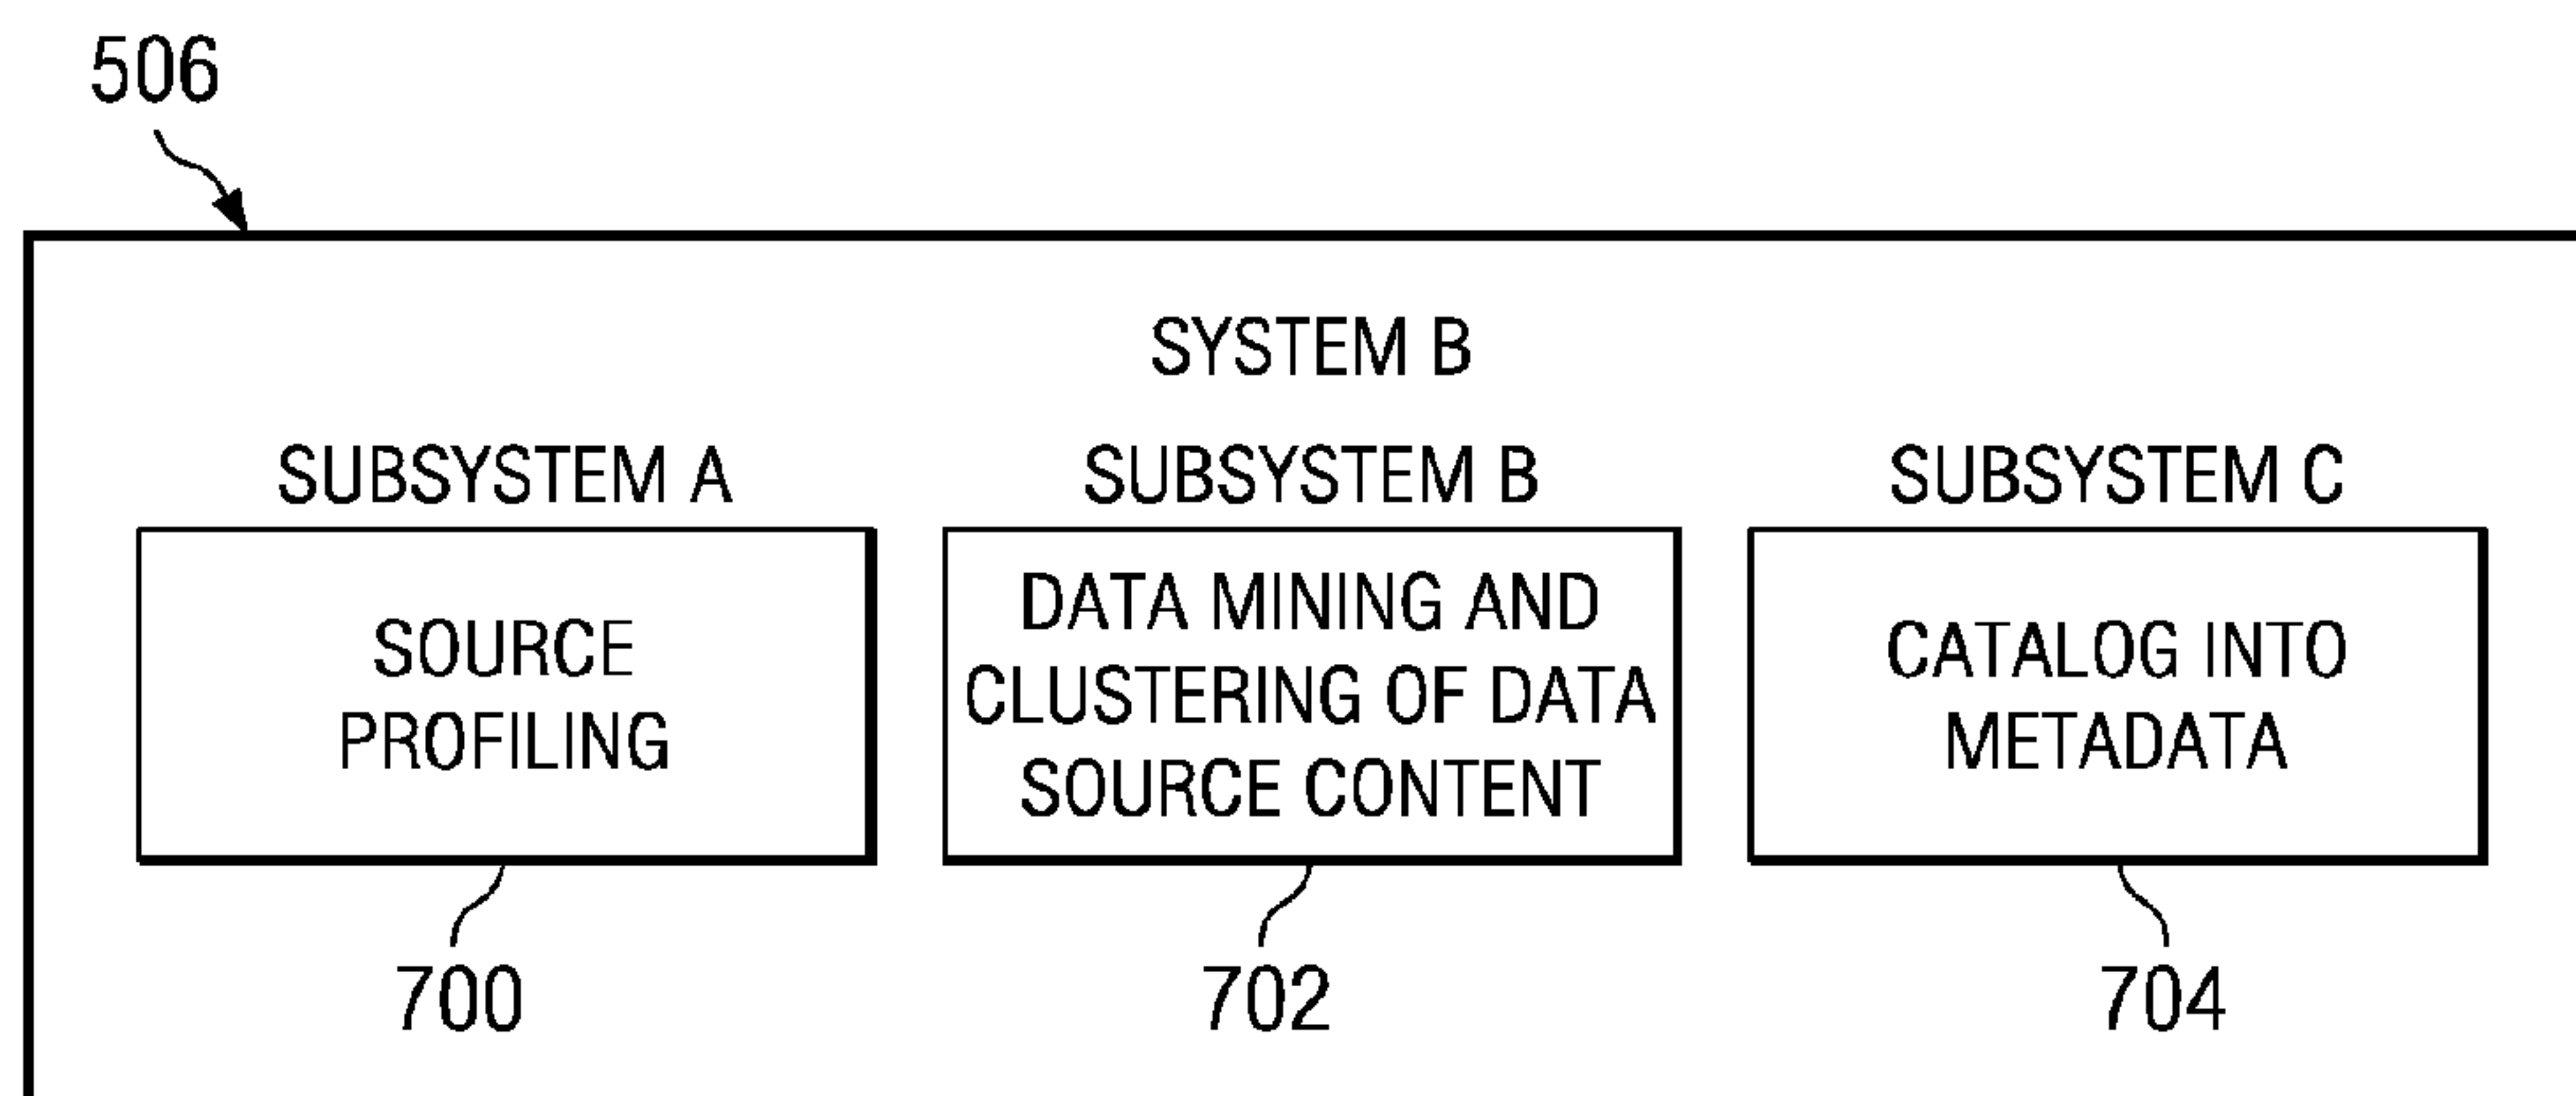 506
SYSTEM B
SUBSYSTEM A
SUBSYSTEM B
SUBSYSTEM C
SOURCE
PROFILING
DATA MINING AND
CLUSTERING OF DATA
SOURCE CONTENT
CATALOG INTO
METADATA
700
702
704